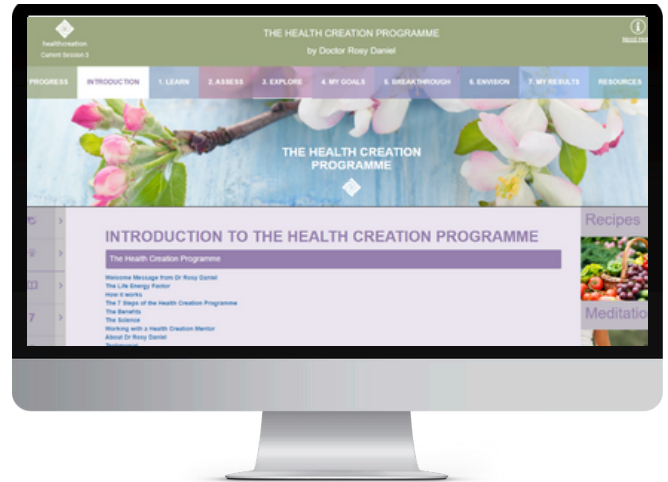 healthcreation
Current Session 5
THE HEALTH CREATION PROGRAMME
by Doctor Rosy Daniel
Need Help
PROGRESS
INTRODUCTION
1. LEARN
2. ASSESS
3. EXPLORE
4. MY GOALS
5. BREAKTHROUGH
6. ENVISION
7. MY RESULTS
RESOURCES
THE HEALTH CREATION
PROGRAMME
INTRODUCTION TO THE HEALTH CREATION PROGRAMME
The Health Creation Programme
Welcome Message from Dr Rosy Daniel
The Life Energy Factor
How it works
The 7 Steps of the Health Creation Programme
The Benefits
The Science
Working with a Health Creation Mentor
About Dr Rosy Daniel
7
Recipes
Meditatio